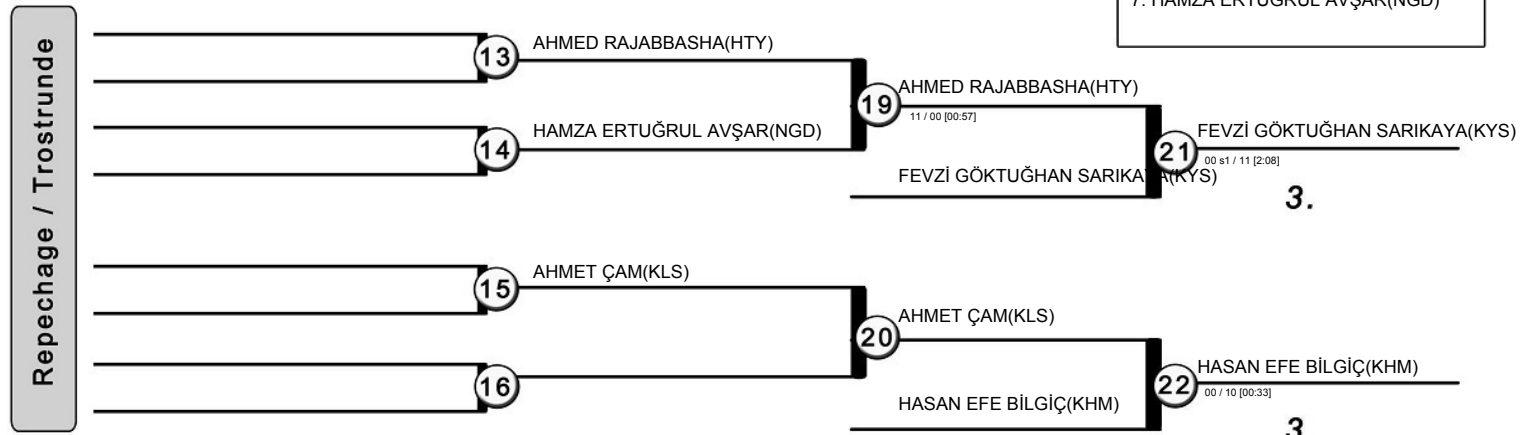 7. HAMZA ERTUĞRUL AVŞAR(NGD)
Repechage / Trostrunde
13
AHMED RAJABBASHA(HTY)
14
HAMZA ERTUĞRUL AVŞAR(NGD)
19
AHMED RAJABBASHA(HTY)
11 / 00 [00:57]
FEVZİ GÖKTUĞHAN SARIKAYA(KYS)
21
FEVZİ GÖKTUĞHAN SARIKAYA(KYS)
00 s1 / 11 [2:08]
3.
15
AHMET ÇAM(KLS)
16
20
AHMET ÇAM(KLS)
HASAN EFE BİLGİÇ(KHM)
22
HASAN EFE BİLGİÇ(KHM)
00 / 10 [00:33]
3